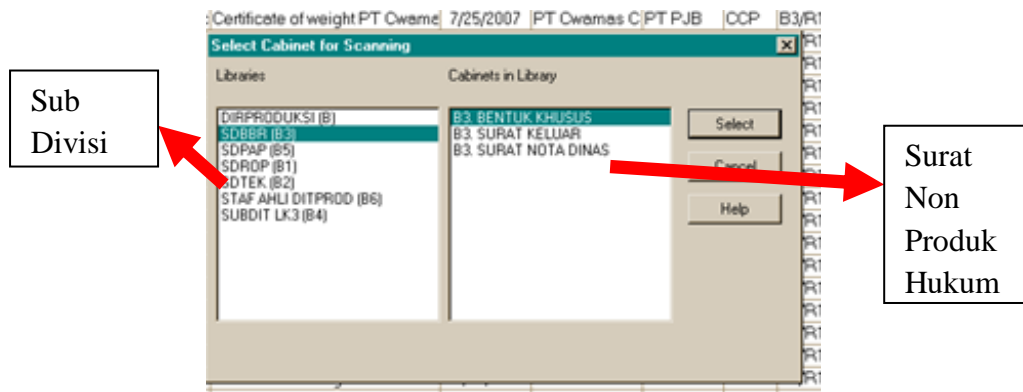 Certificate of weight PT Cwama 7/25/2007 PT Cwamas C PT PJB CCP B3/R1
Select Cabinet for Scanning
Libraries Cabinets in Library
DIRPRODUKSI (B)
SDBBR (B3)
SDPAP (B5)
SDROP (B1)
SDTEK (B2)
STAF AHLI DITPROD (B6)
SUBDIT LK3 (B4)
B3. BENTUK KHUSUS
B3. SURAT KELUAR
B3. SURAT NOTA DINAS
Select
Cancel
Help
Sub
Divisi
Surat
Non
Produk
Hukum